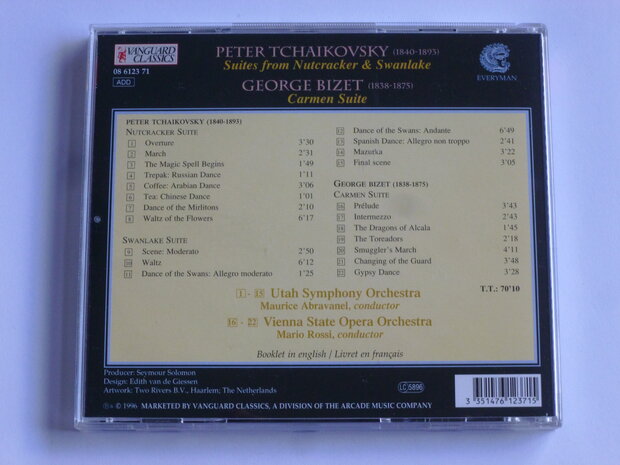 VANGUARD
CLASSICS
08 6123 71
ADD
PETER TCHAIKOVSKY (1840-1893)
Suites from Nutcracker & Swanlake
GEORGE BIZET (1838-1875)
Carmen Suite
EVERYMAN
PETER TCHAIKOVSKY (1840-1893)
NUTCRACKER SUITE
1 Overture 3'30
2 March 2'31
3 The Magic Spell Begins 1'49
4 Trepak: Russian Dance 1'11
5 Coffee: Arabian Dance 3'06
6 Tea: Chinese Dance 1'01
7 Dance of the Mirlitons 2'10
8 Waltz of the Flowers 6'17
SWANLAKE SUITE
9 Scene: Moderato 2'50
10 Waltz 6'12
11 Dance of the Swans: Allegro moderato 1'25
12 Dance of the Swans: Andante 6'49
13 Spanish Dance: Allegro non troppo 2'41
14 Mazurka 3'22
15 Final scene 3'05
GEORGE BIZET (1838-1875)
CARMEN SUITE
16 Prélude 3'43
17 Intermezzo 2'43
18 The Dragons of Alcala 1'45
19 The Toreadors 2'18
20 Smuggler's March 4'11
21 Changing of the Guard 3'48
22 Gypsy Dance 3'28
T.T.: 70'10
1 - 15 Utah Symphony Orchestra
Maurice Abravanel, conductor
16 - 22 Vienna State Opera Orchestra
Mario Rossi, conductor
Booklet in english / Livret en français
Producer: Seymour Solomon
Design: Edith van de Giessen
Artwork: Two Rivers B.V., Haarlem; The Netherlands
LC 5896
℗ © 1996 MARKETED BY VANGUARD CLASSICS, A DIVISION OF THE ARCADE MUSIC COMPANY
3 351476 123715